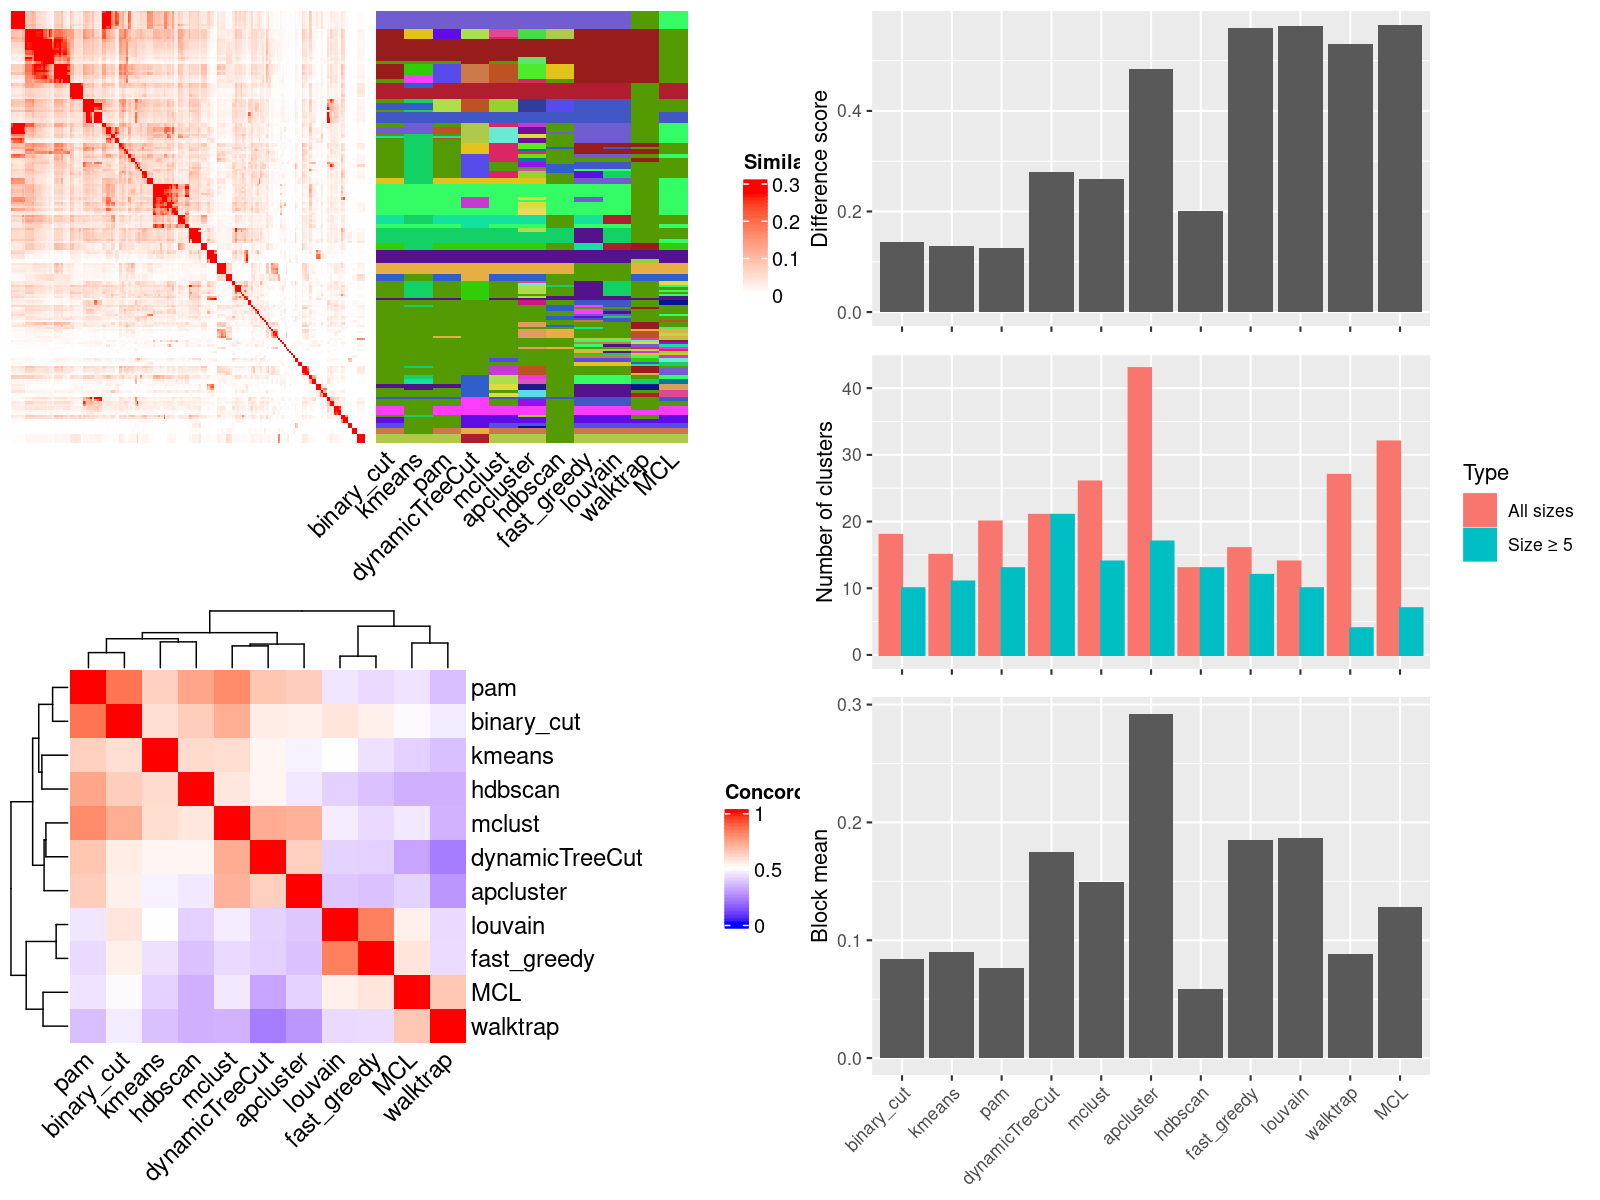 Simila
0.3
0.2
0.1
0
binary_cut
kmeans
pam
dynamicTreeCut
mclust
apcluster
hdbscan
fast_greedy
louvain
walktrap
MCL
pam
binary_cut
kmeans
hdbscan
mclust
dynamicTreeCut
apcluster
louvain
fast_greedy
MCL
walktrap
Concord
1
0.5
0
pam
binary_cut
kmeans
hdbscan
mclust
dynamicTreeCut
apcluster
louvain
fast_greedy
MCL
walktrap
Difference score
0.4
0.2
0.0
Number of clusters
40
30
20
10
0
Type
All sizes
Size ≥ 5
Block mean
0.3
0.2
0.1
0.0
binary_cut
kmeans
pam
dynamicTreeCut
mclust
apcluster
hdbscan
fast_greedy
louvain
walktrap
MCL